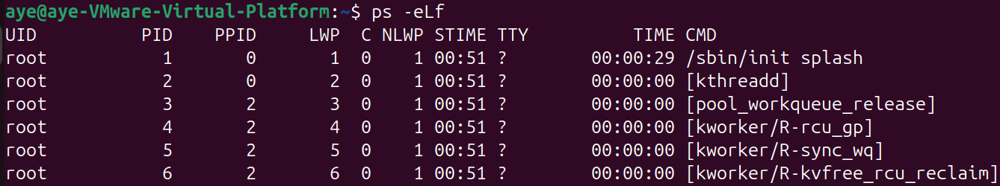 aye@aye-VMware-Virtual-Platform:~$ ps -eLf
UID          PID    PPID     LWP  C NLWP STIME TTY          TIME CMD
root           1       0       1  0    1 00:51 ?        00:00:29 /sbin/init splash
root           2       0       2  0    1 00:51 ?        00:00:00 [kthreadd]
root           3       2       3  0    1 00:51 ?        00:00:00 [pool_workqueue_release]
root           4       2       4  0    1 00:51 ?        00:00:00 [kworker/R-rcu_gp]
root           5       2       5  0    1 00:51 ?        00:00:00 [kworker/R-sync_wq]
root           6       2       6  0    1 00:51 ?        00:00:00 [kworker/R-kvfree_rcu_reclaim]